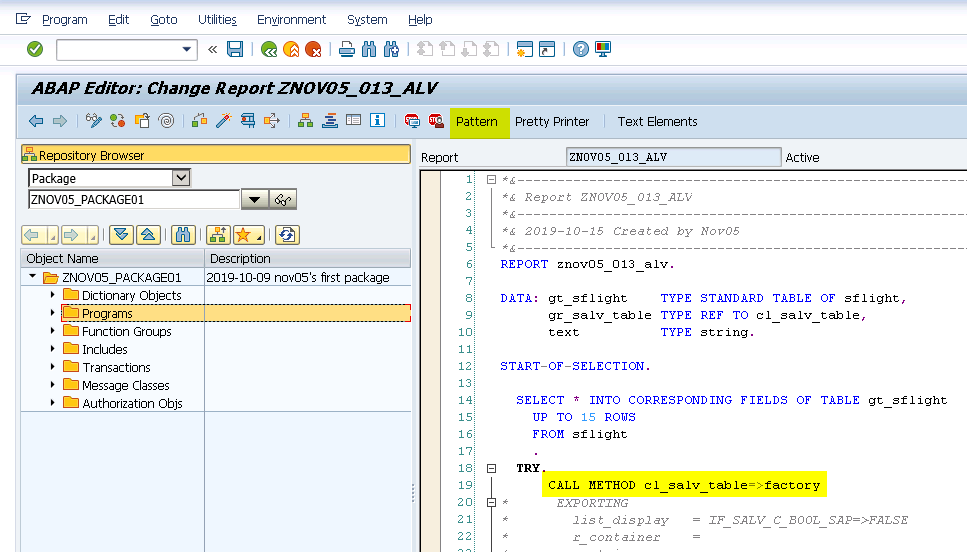 Program Edit Goto Utilities Environment System Help
ABAP Editor: Change Report ZNOV05_013_ALV
Pattern Pretty Printer Text Elements
Repository Browser
Package
ZNOV05_PACKAGE01
Object Name Description
ZNOV05_PACKAGE01 2019-10-09 nov05's first package
Dictionary Objects
Programs
Function Groups
Includes
Transactions
Message Classes
Authorization Objs
Report ZNOV05_013_ALV Active
1 *&---------------------------------------------------------------------
2 *& Report ZNOV05_013_ALV
3 *&---------------------------------------------------------------------
4 *& 2019-10-15 Created by Nov05
5 *&---------------------------------------------------------------------
6 REPORT znov05_013_alv.
7
8 DATA: gt_sflight TYPE STANDARD TABLE OF sflight,
9 gr_salv_table TYPE REF TO cl_salv_table,
10 text TYPE string.
11
12 START-OF-SELECTION.
13
14 SELECT * INTO CORRESPONDING FIELDS OF TABLE gt_sflight
15 UP TO 15 ROWS
16 FROM sflight
17 .
18 TRY.
19 CALL METHOD cl_salv_table=>factory
20 * EXPORTING
21 * list_display = IF_SALV_C_BOOL_SAP=>FALSE
22 * r_container =